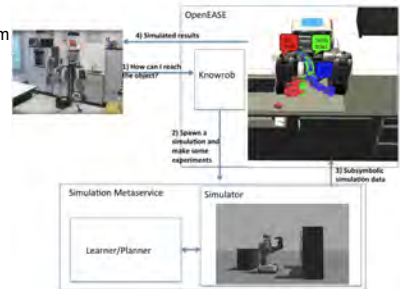 OpenEASE
m
4) Simulated results
1) How can I reach
the object?
Knowrob
2) Spawn a
simulation and
make some
experiments
3) Subsymbolic
simulation data
Simulation Metaservice
Simulator
Learner/Planner